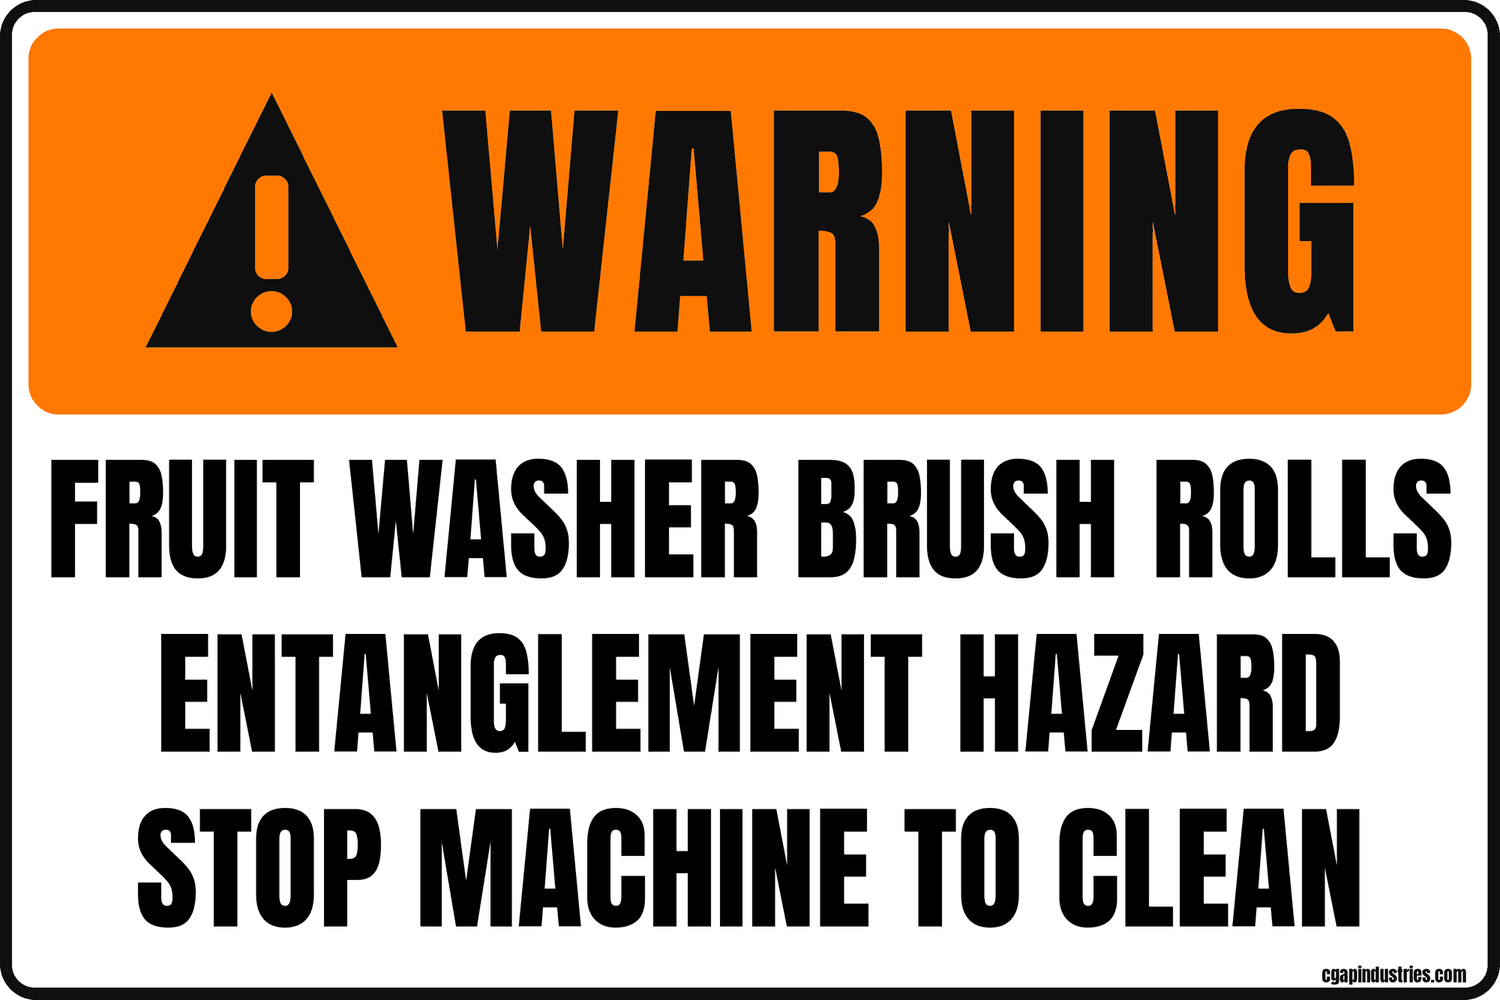 WARNING
FRUIT WASHER BRUSH ROLLS
ENTANGLEMENT HAZARD
STOP MACHINE TO CLEAN
cgapindustries.com